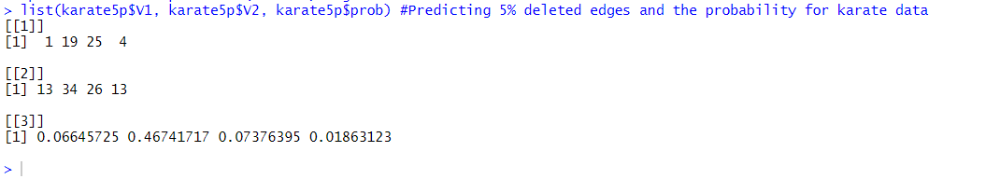 > list(karate5p$V1, karate5p$V2, karate5p$prob) #Predicting 5% deleted edges and the probability for karate data
[[1]]
[1]  1 19 25  4
[[2]]
[1] 13 34 26 13
[[3]]
[1] 0.06645725 0.46741717 0.07376395 0.01863123
>